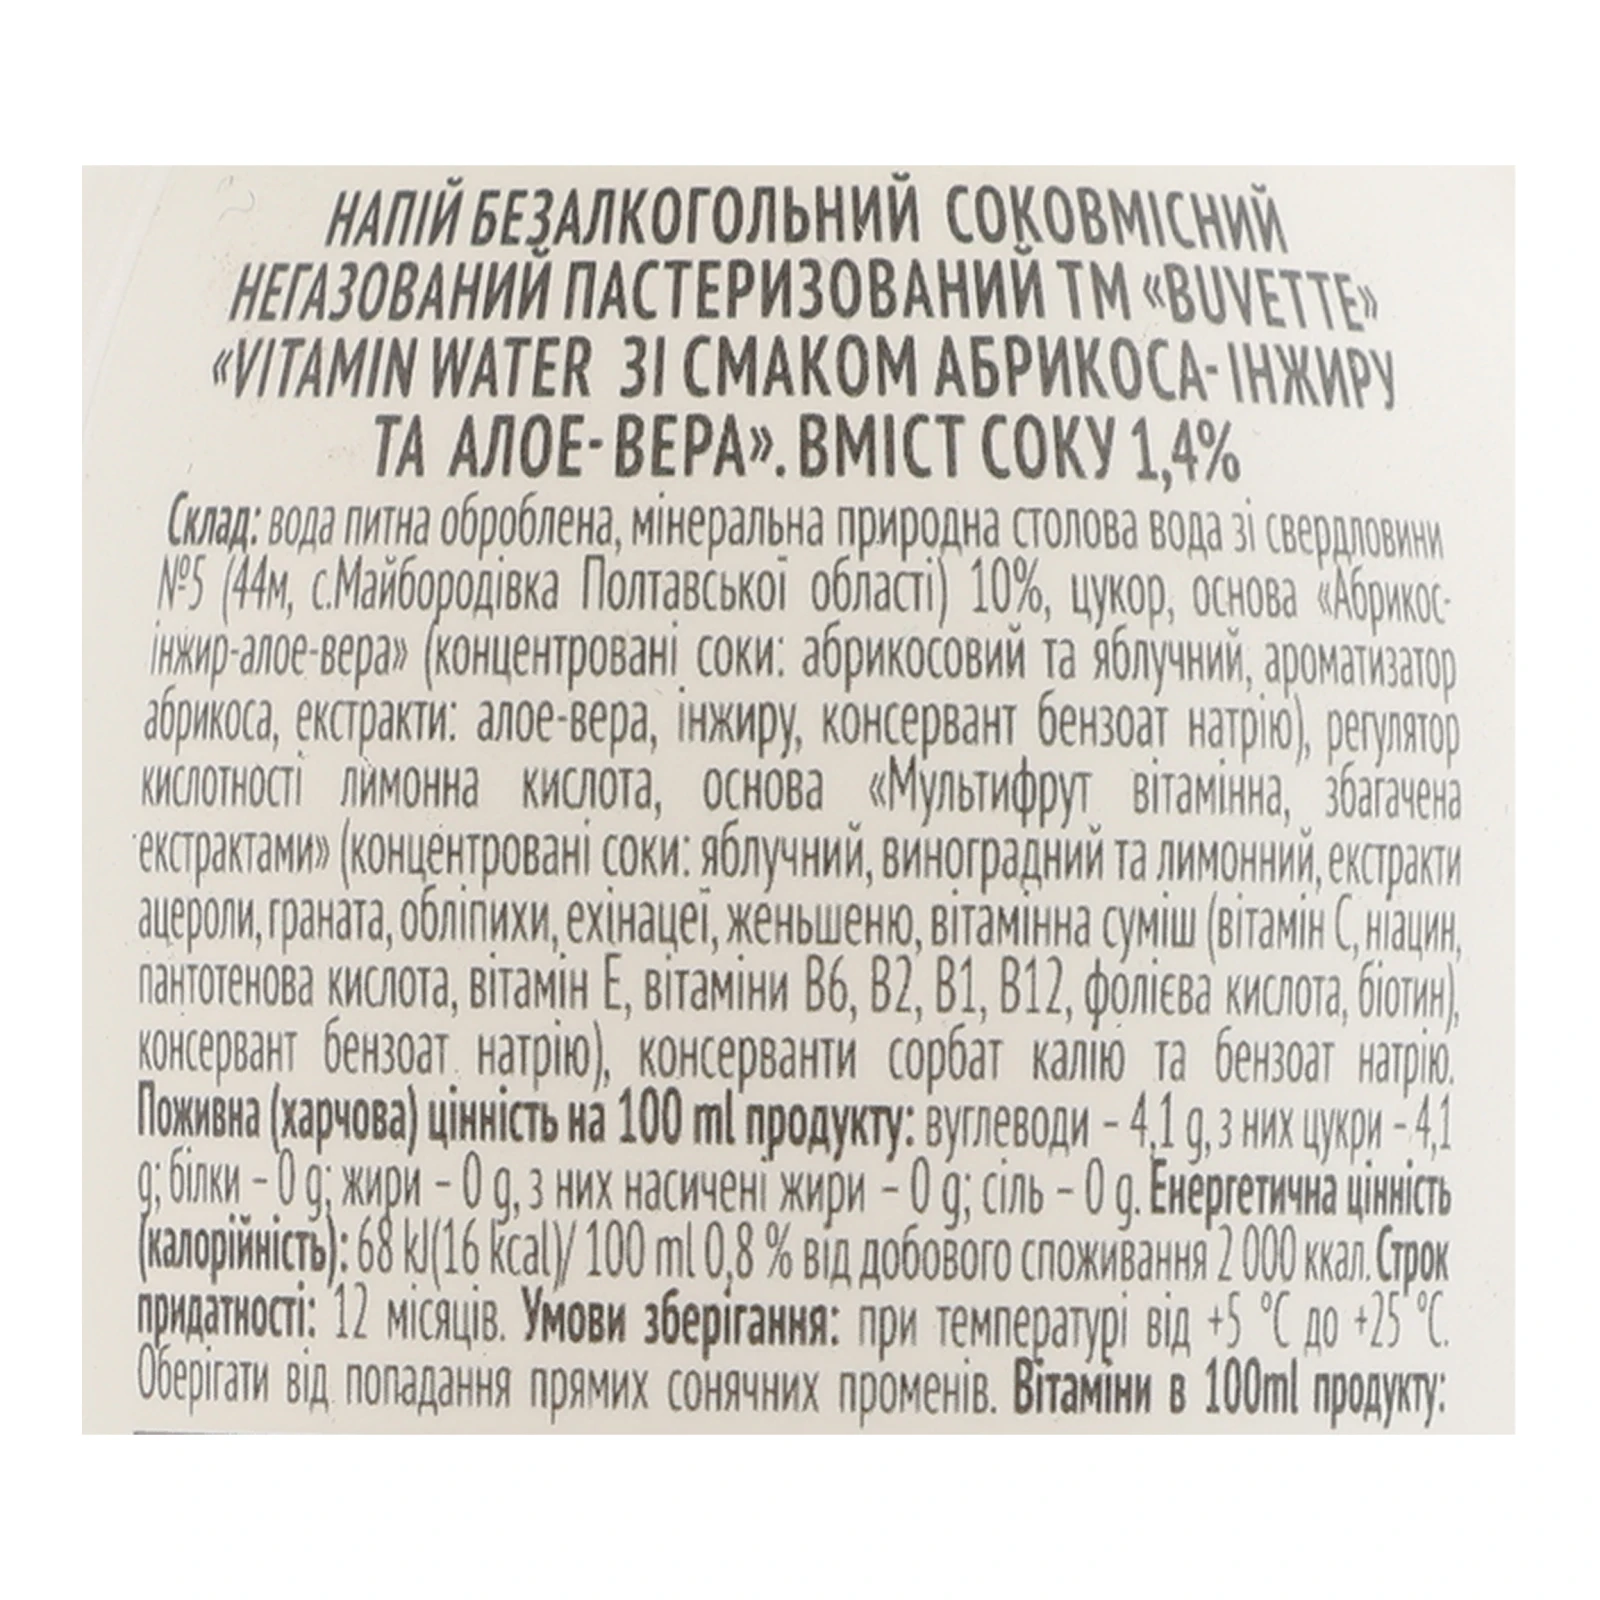 НАПІЙ БЕЗАЛКОГОЛЬНИЙ СОКОВМІСНИЙ
НЕГАЗОВАНИЙ ПАСТЕРИЗОВАНИЙ ТМ «BUVETTE»
«VITAMIN WATER ЗІ СМАКОМ АБРИКОСА-ІНЖИРУ
ТА АЛОЕ-ВЕРА». ВМІСТ СОКУ 1,4%
Склад: вода питна оброблена, мінеральна природна столова вода зі свердловини
№5 (44м, с.Майбородівка Полтавської області) 10%, цукор, основа «Абрикос-
інжир-алое-вера» (концентровані соки: абрикосовий та яблучний, ароматизатор
абрикоса, екстракти: алое-вера, інжиру, консервант бензоат натрію), регулятор
кислотності лимонна кислота, основа «Мультифрут вітамінна, збагачена
екстрактами» (концентровані соки: яблучний, виноградний та лимонний, екстракти
ацероли, граната, обліпихи, ехінацеї, женьшеню, вітамінна суміш (вітамін С, ніацин,
пантотенова кислота, вітамін Е, вітаміни В6, В2, В1, В12, фолієва кислота, біотин),
консервант бензоат натрію), консерванти сорбат калію та бензоат натрію.
Поживна (харчова) цінність на 100 ml продукту: вуглеводи – 4,1 g, з них цукри – 4,1
g; білки – 0 g; жири – 0 g, з них насичені жири – 0 g; сіль – 0 g. Енергетична цінність
(калорійність): 68 kJ(16 kcal)/ 100 ml 0,8 % від добового споживання 2 000 ккал. Строк
придатності: 12 місяців. Умови зберігання: при температурі від +5 °С до +25 °С.
Оберігати від попадання прямих сонячних променів. Вітаміни в 100ml продукту: